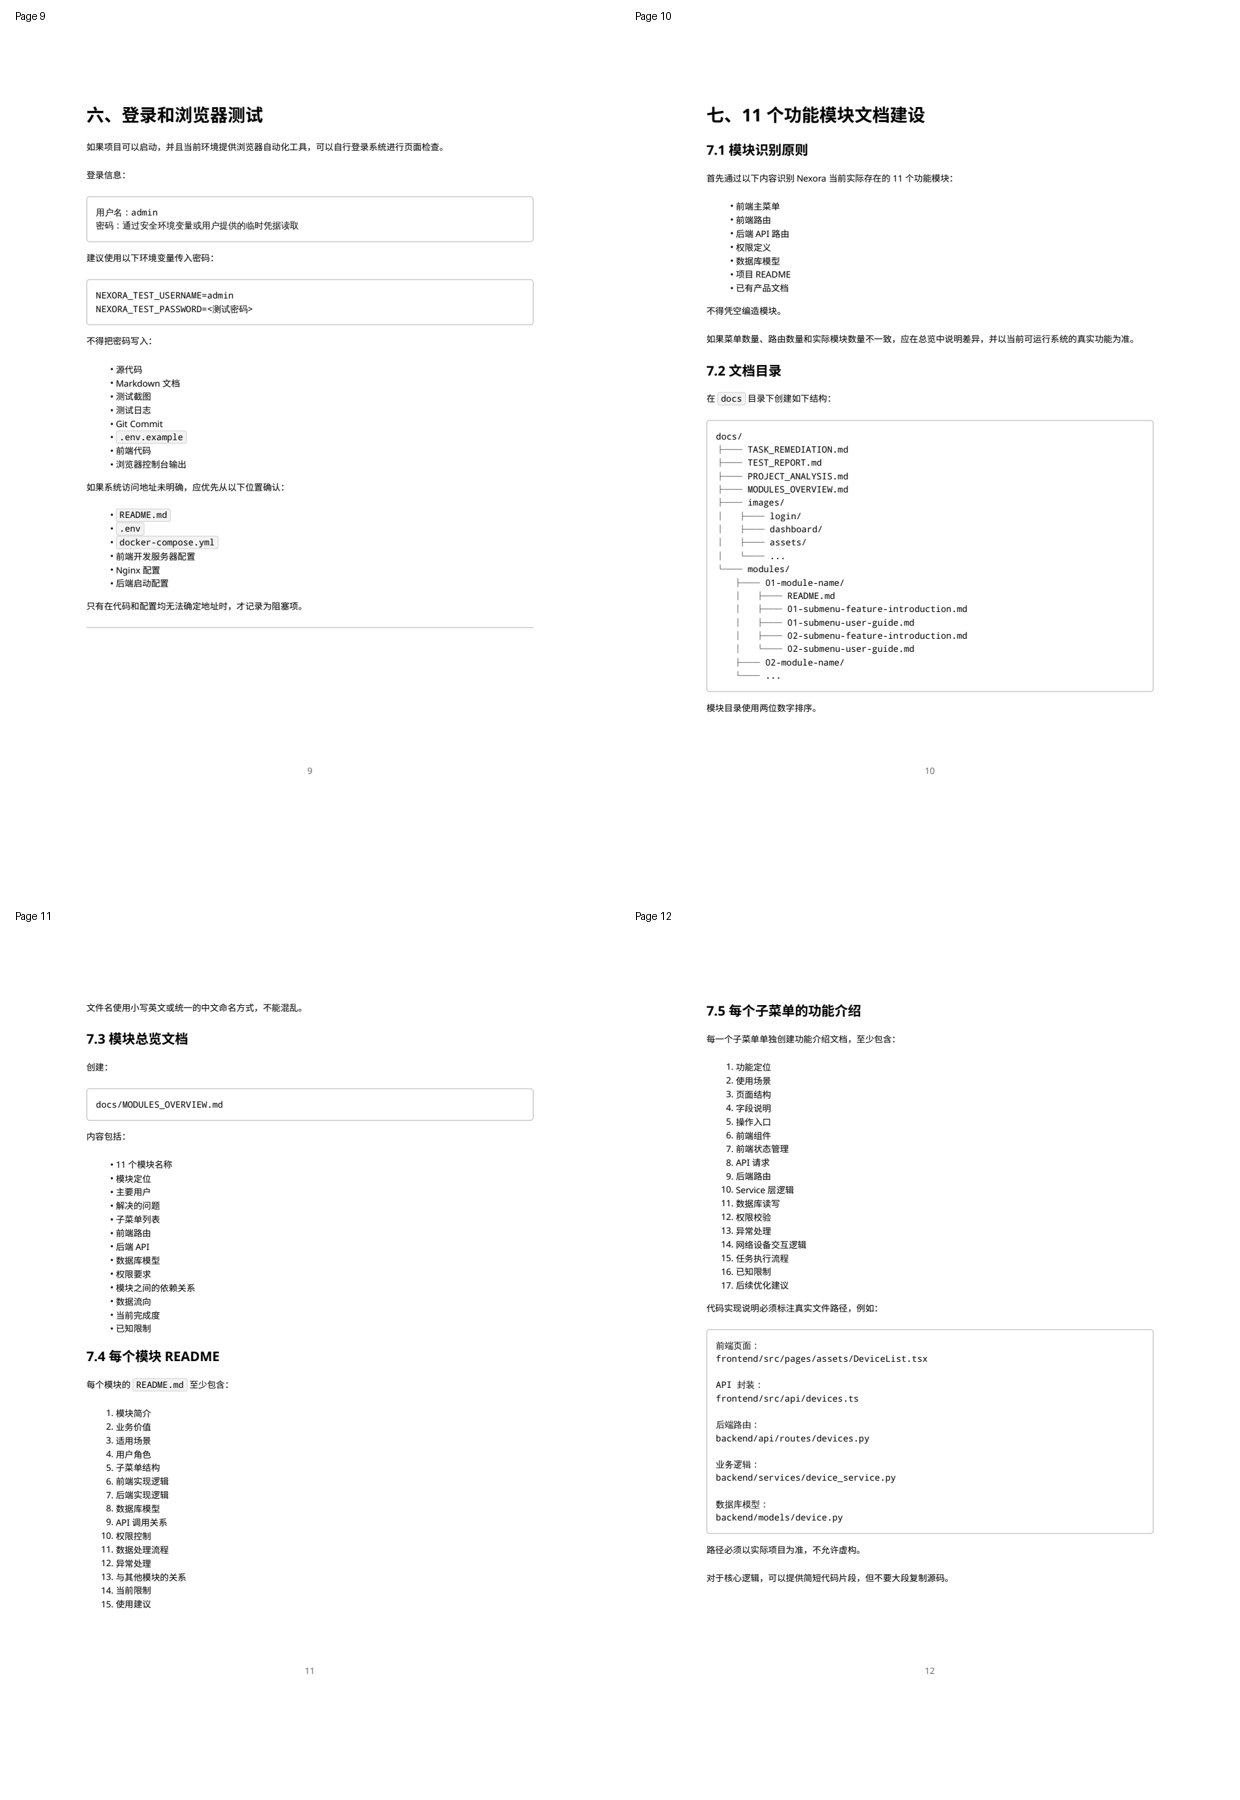 Page 9
六、登录和浏览器测试
如果项目可以启动，并且当前环境提供浏览器自动化工具，可以自行登录系统进行页面检查。
登录信息：
用户名：admin
密码：通过安全环境变量或用户提供的临时凭据读取
建议使用以下环境变量传入密码：
NEXORA_TEST_USERNAME=admin
NEXORA_TEST_PASSWORD=<测试密码>
不得把密码写入：
• 源代码
• Markdown 文档
• 测试截图
• 测试日志
• Git Commit
• .env.example
• 前端代码
• 浏览器控制台输出
如果系统访问地址未明确，应优先从以下位置确认：
• README.md
• .env
• docker-compose.yml
• 前端开发服务器配置
• Nginx 配置
• 后端启动配置
只有在代码和配置均无法确定地址时，才记录为阻塞项。
9
Page 10
七、11 个功能模块文档建设
7.1 模块识别原则
首先通过以下内容识别 Nexora 当前实际存在的 11 个功能模块：
• 前端主菜单
• 前端路由
• 后端 API 路由
• 权限定义
• 数据库模型
• 项目 README
• 已有产品文档
不得凭空编造模块。
如果菜单数量、路由数量和实际模块数量不一致，应在总览中说明差异，并以当前可运行系统的真实功能为准。
7.2 文档目录
在 docs 目录下创建如下结构：
docs/
├── TASK_REMEDIATION.md
├── TEST_REPORT.md
├── PROJECT_ANALYSIS.md
├── MODULES_OVERVIEW.md
├── images/
│   ├── login/
│   ├── dashboard/
│   ├── assets/
│   └── ...
└── modules/
    ├── 01-module-name/
    │   ├── README.md
    │   ├── 01-submenu-feature-introduction.md
    │   ├── 01-submenu-user-guide.md
    │   ├── 02-submenu-feature-introduction.md
    │   └── 02-submenu-user-guide.md
    ├── 02-module-name/
    └── ...
模块目录使用两位数字排序。
10
Page 11
文件名使用小写英文或统一的中文命名方式，不能混乱。
7.3 模块总览文档
创建：
docs/MODULES_OVERVIEW.md
内容包括：
• 11 个模块名称
• 模块定位
• 主要用户
• 解决的问题
• 子菜单列表
• 前端路由
• 后端 API
• 数据库模型
• 权限要求
• 模块之间的依赖关系
• 数据流向
• 当前完成度
• 已知限制
7.4 每个模块 README
每个模块的 README.md 至少包含：
1. 模块简介
2. 业务价值
3. 适用场景
4. 用户角色
5. 子菜单结构
6. 前端实现逻辑
7. 后端实现逻辑
8. 数据库模型
9. API 调用关系
10. 权限控制
11. 数据处理流程
12. 异常处理
13. 与其他模块的关系
14. 当前限制
15. 使用建议
11
Page 12
7.5 每个子菜单的功能介绍
每一个子菜单单独创建功能介绍文档，至少包含：
1. 功能定位
2. 使用场景
3. 页面结构
4. 字段说明
5. 操作入口
6. 前端组件
7. 前端状态管理
8. API 请求
9. 后端路由
10. Service 层逻辑
11. 数据库读写
12. 权限校验
13. 异常处理
14. 网络设备交互逻辑
15. 任务执行流程
16. 已知限制
17. 后续优化建议
代码实现说明必须标注真实文件路径，例如：
前端页面：
frontend/src/pages/assets/DeviceList.tsx
API 封装：
frontend/src/api/devices.ts
后端路由：
backend/api/routes/devices.py
业务逻辑：
backend/services/device_service.py
数据库模型：
backend/models/device.py
路径必须以实际项目为准，不允许虚构。
对于核心逻辑，可以提供简短代码片段，但不要大段复制源码。
12